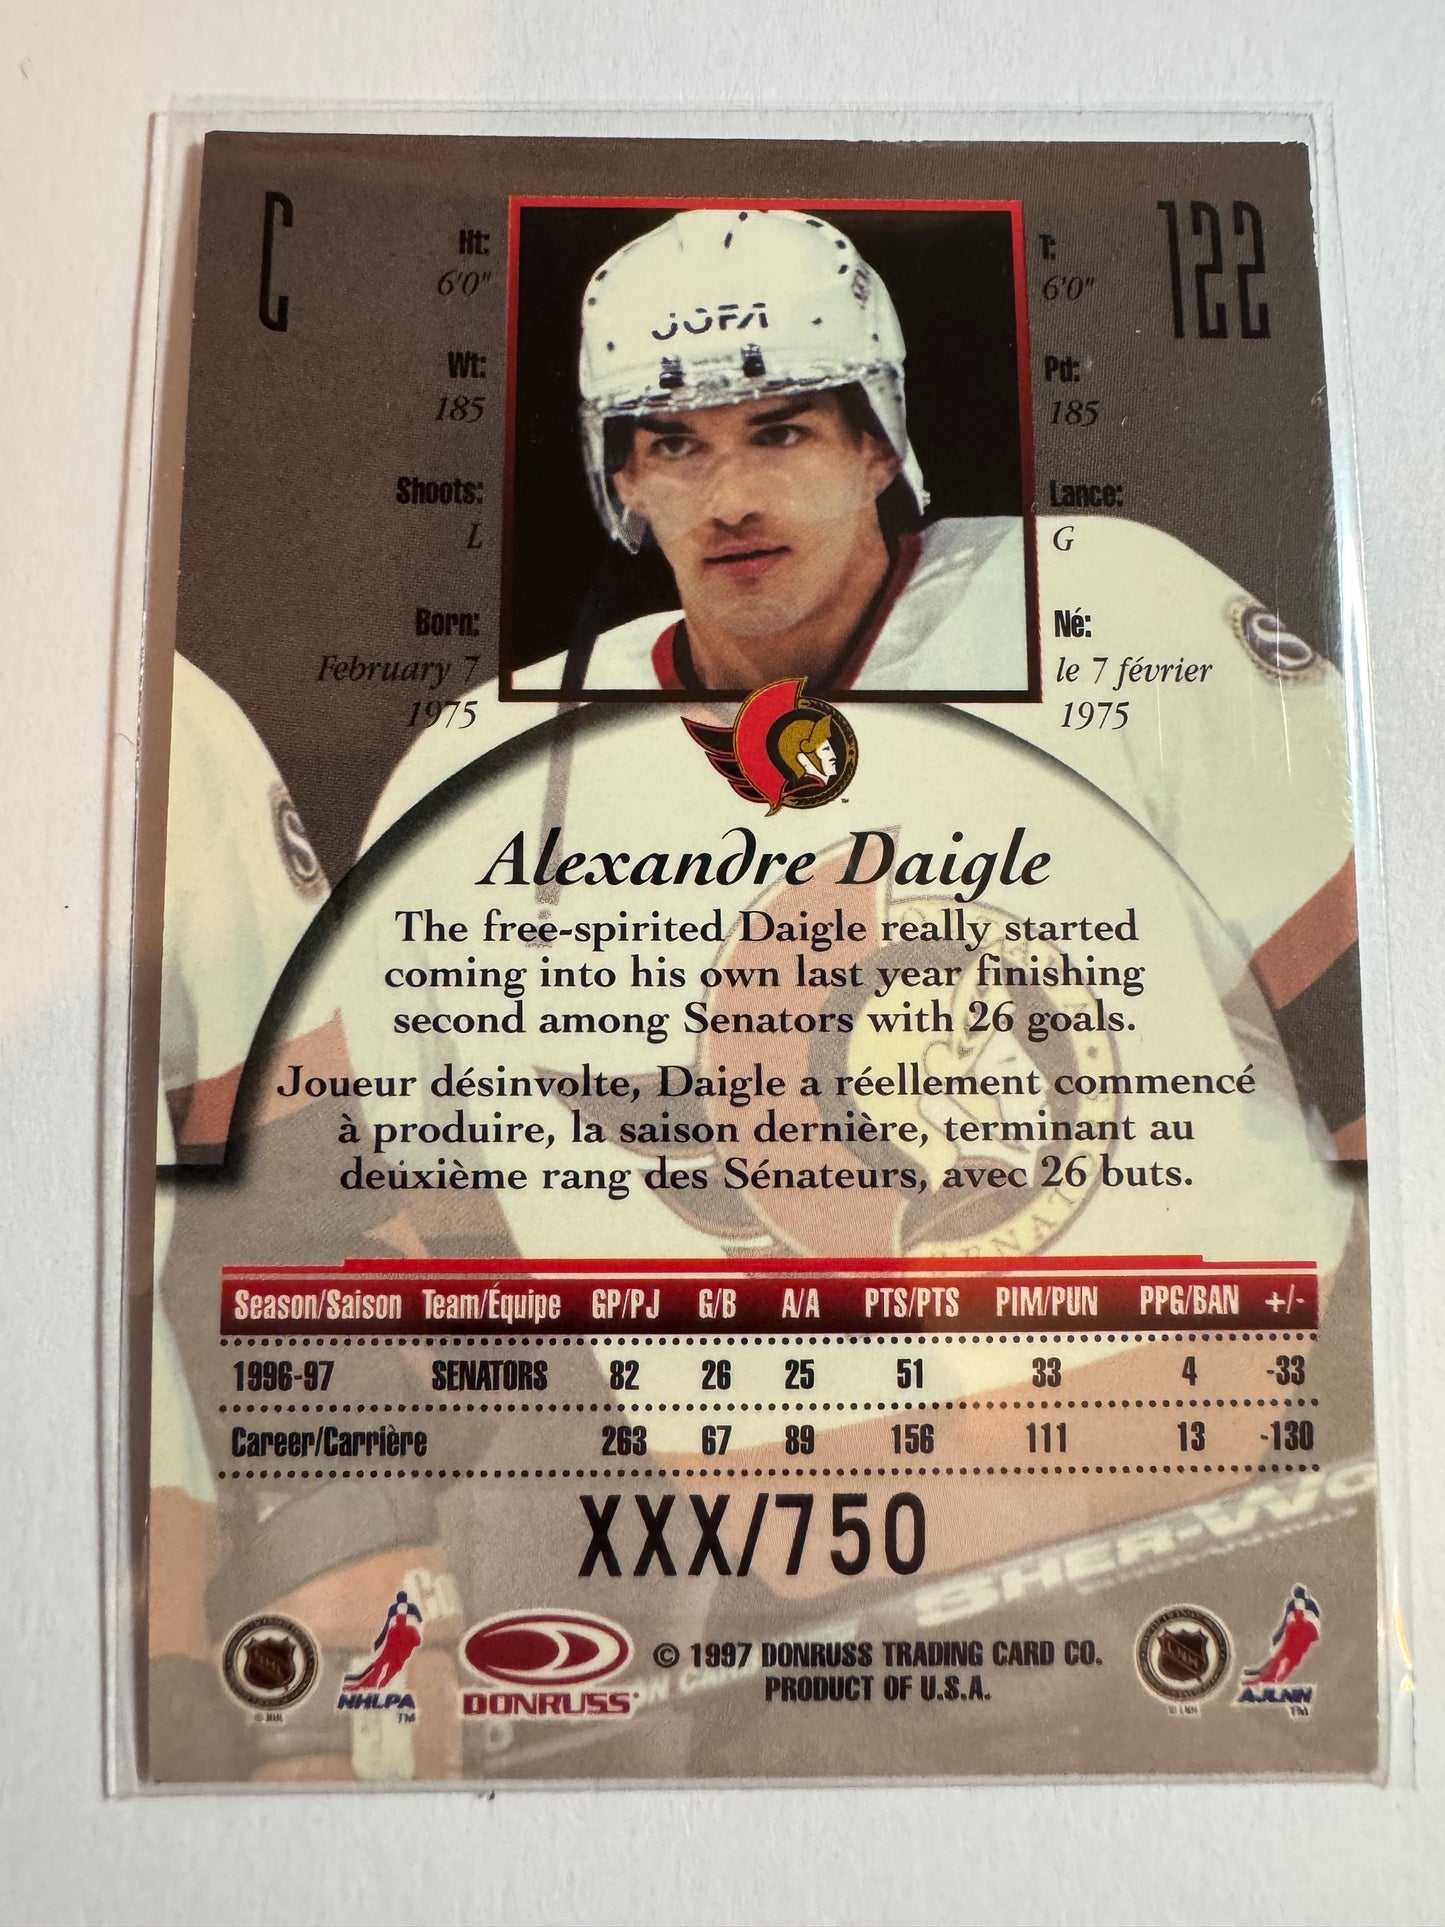 C
122
Ht:
6'0"
Wt:
185
Shoots:
L
Born:
February 7
1975
JOFA
T:
6'0"
Pd:
185
Lance:
G
Né:
le 7 février
1975
Alexandre Daigle
The free-spirited Daigle really started
coming into his own last year finishing
second among Senators with 26 goals.
Joueur désinvolte, Daigle a réellement commencé
à produire, la saison dernière, terminant au
deuxième rang des Sénateurs, avec 26 buts.
Season/Saison Team/Équipe GP/PJ G/B A/A PTS/PTS PIM/PUN PPG/BAN +/-
1996-97 SENATORS 82 26 25 51 33 4 -33
Career/Carrière 263 67 89 156 111 13 -130
XXX/750
SHER-WO
NHLPA
TM
DONRUSS
© 1997 DONRUSS TRADING CARD CO.
PRODUCT OF U.S.A.
AJLNH
TM